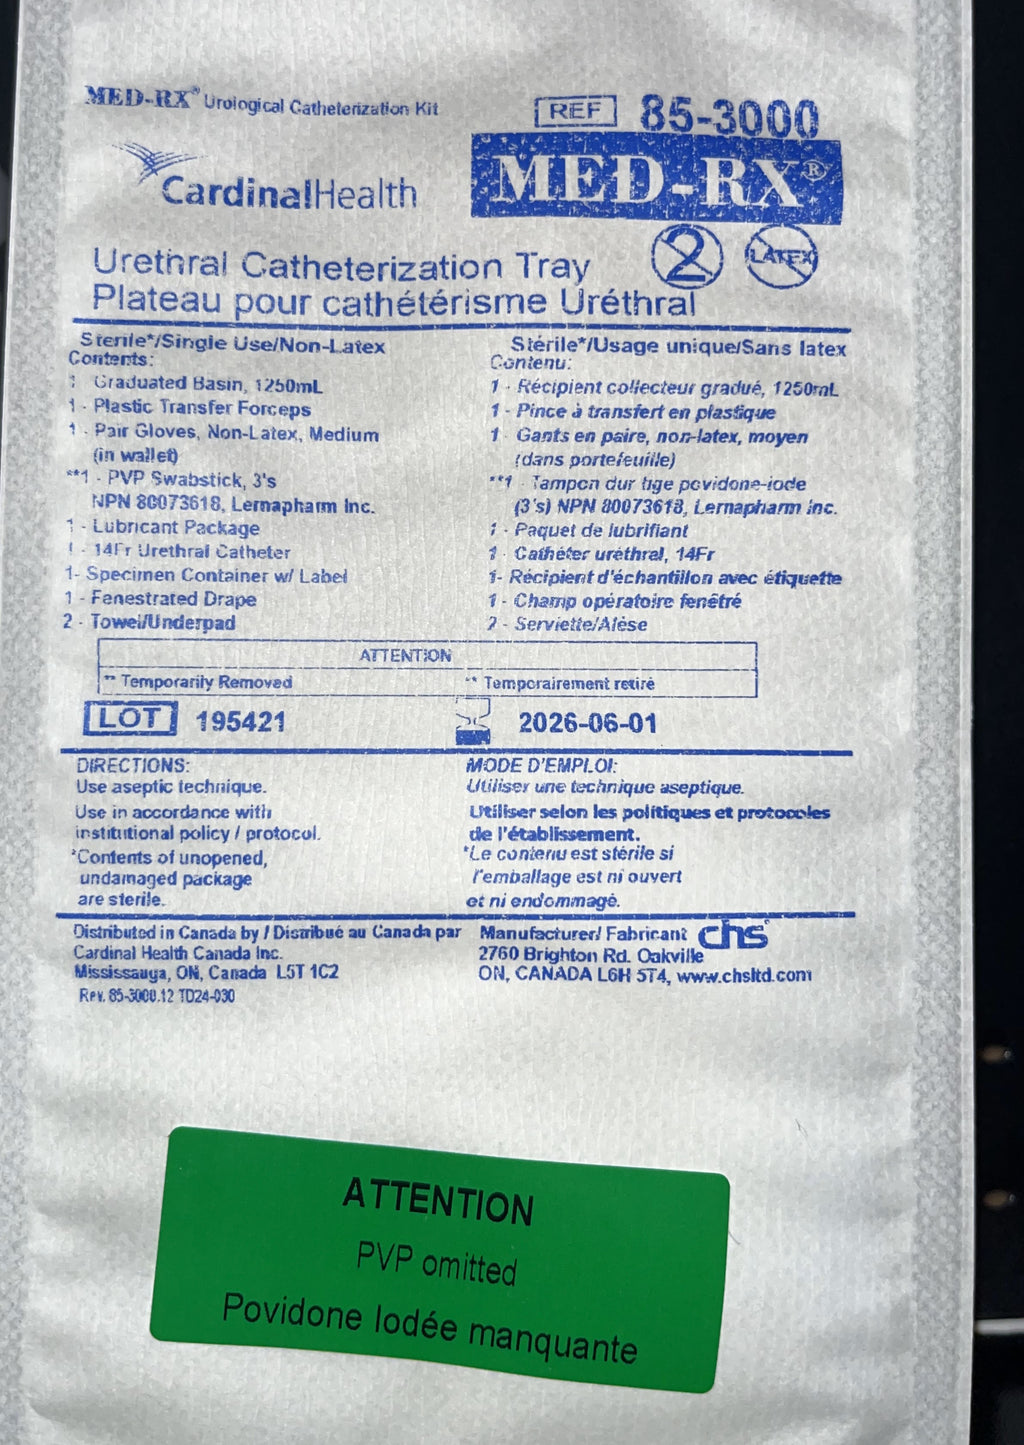 MED-RX® Urological Catheterization Kit
REF 85-3000
CardinalHealth
MED-RX®
2
LATEX
Urethral Catheterization Tray
Plateau pour cathétérisme Uréthral
Sterile*/Single Use/Non-Latex
Contents:
1 Graduated Basin, 1250mL
1 - Plastic Transfer Forceps
1 - Pair Gloves, Non-Latex, Medium
(in wallet)
**1 - PVP Swabstick, 3's
NPN 80073618, Lernapharm Inc.
1 - Lubricant Package
1 - 14Fr Urethral Catheter
1- Specimen Container w/ Label
1 - Fenestrated Drape
2 - Towel/Underpad
Stérile*/Usage unique/Sans latex
Contenu:
1 - Récipient collecteur gradué, 1250mL
1 - Pince à transfert en plastique
1 - Gants en paire, non-latex, moyen
(dans portefeuille)
**1 - Tampon dur tige povidone-iode
(3's) NPN 80073618, Lernapharm Inc.
1 - Paquet de lubrifiant
1 - Cathéter uréthral, 14Fr
1- Récipient d'échantillon avec étiquette
1 - Champ opératoire fenêtré
2 - Serviette/Alèse
ATTENTION
** Temporarily Removed
** Temporairement retiré
LOT 195421
2026-06-01
DIRECTIONS:
Use aseptic technique.
Use in accordance with
institutional policy / protocol.
*Contents of unopened,
undamaged package
are sterile.
MODE D'EMPLOI:
Utiliser une technique aseptique.
Utiliser selon les politiques et protocoles
de l'établissement.
*Le contenu est stérile si
l'emballage est ni ouvert
et ni endommagé.
Distributed in Canada by / Distribué au Canada par
Cardinal Health Canada Inc.
Mississauga, ON, Canada L5T 1C2
Rev. 85-3000.12 TD24-030
Manufacturer/ Fabricant chs
2760 Brighton Rd. Oakville
ON, CANADA L6H 5T4, www.chsltd.com
ATTENTION
PVP omitted
Povidone Iodée manquante